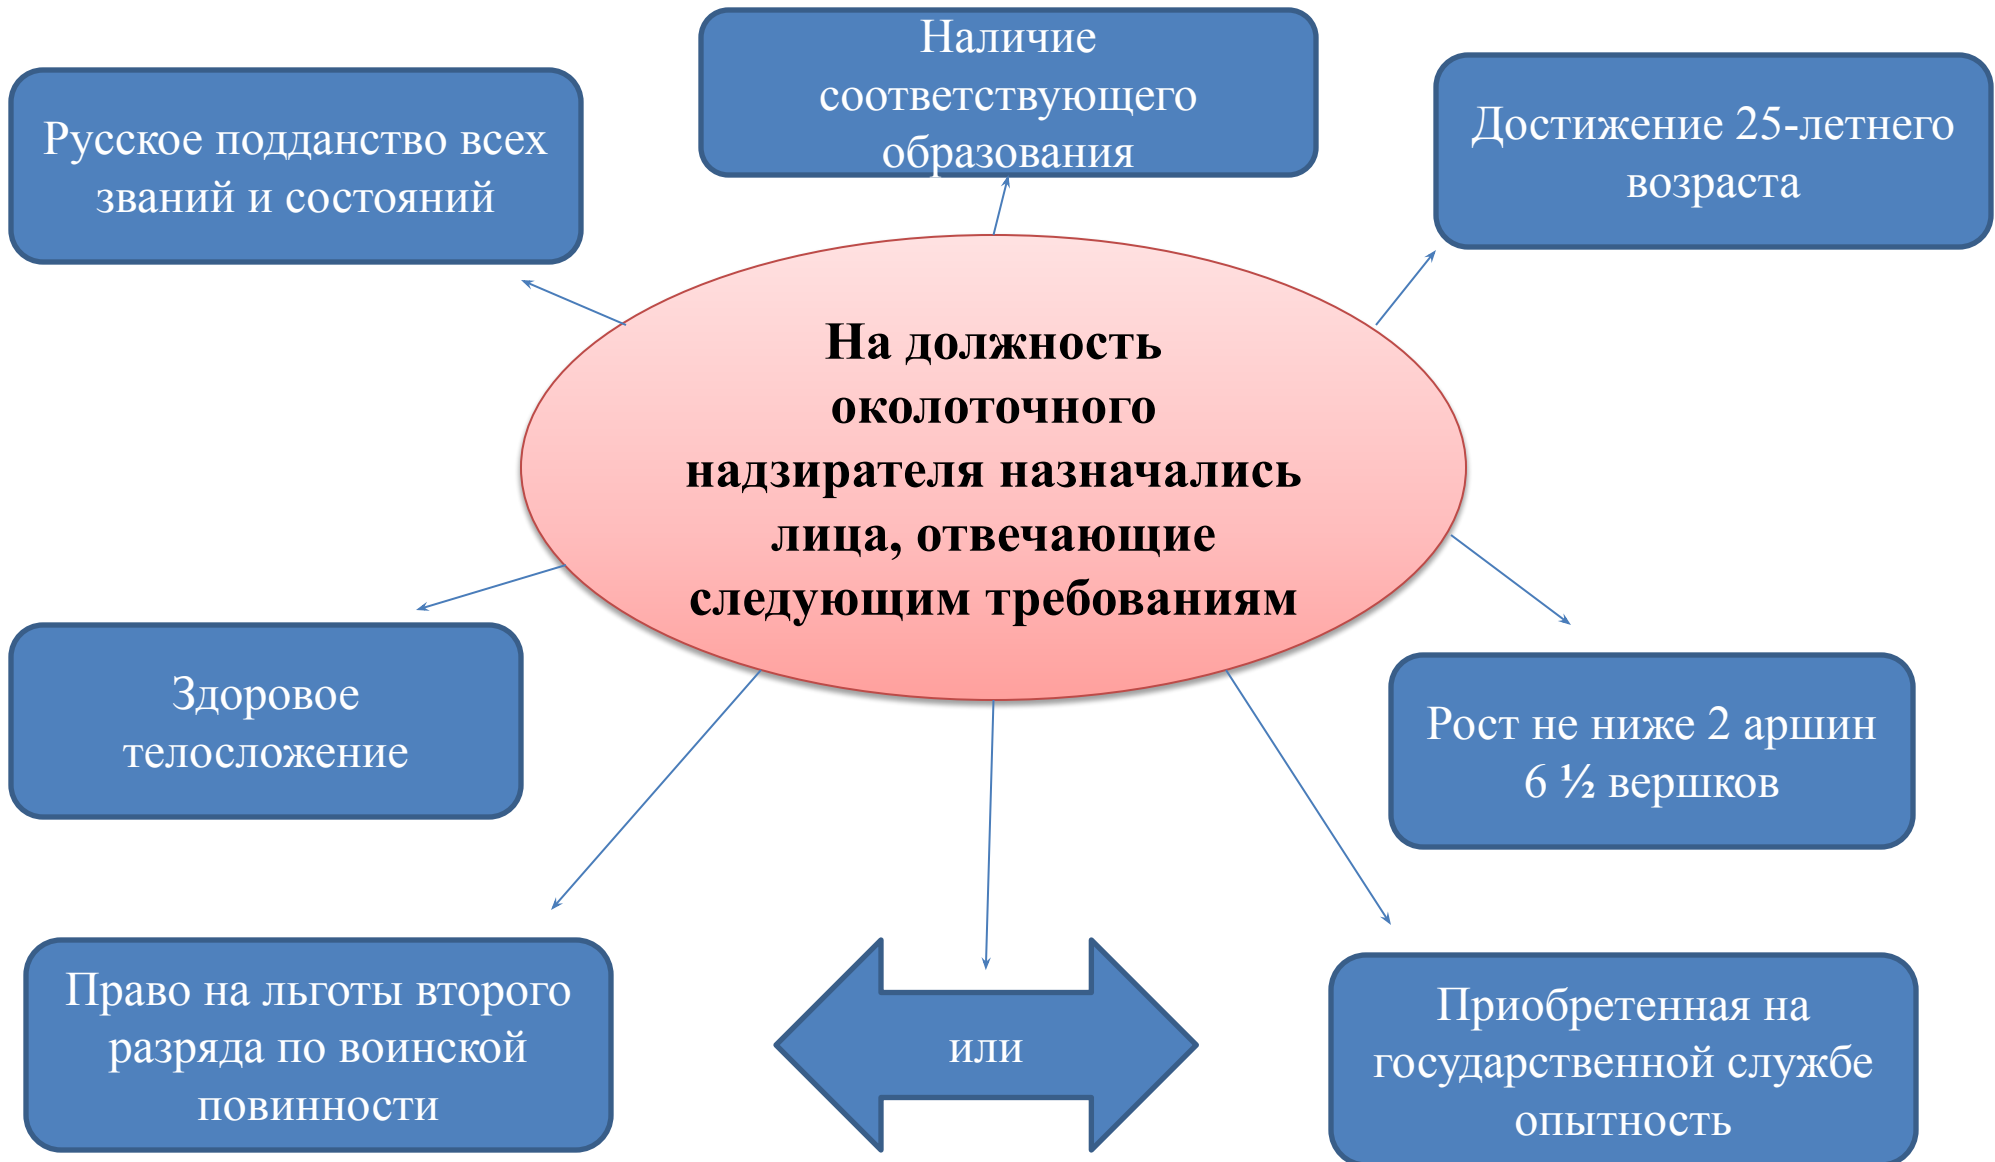 Наличие
соответствующего
образования
Русское подданство всех
званий и состояний
Достижение 25-летнего
возраста
На должность
околоточного
надзирателя назначались
лица, отвечающие
следующим требованиям
Здоровое
телосложение
Рост не ниже 2 аршин
6 ½ вершков
Право на льготы второго
разряда по воинской
повинности
или
Приобретенная на
государственной службе
опытность